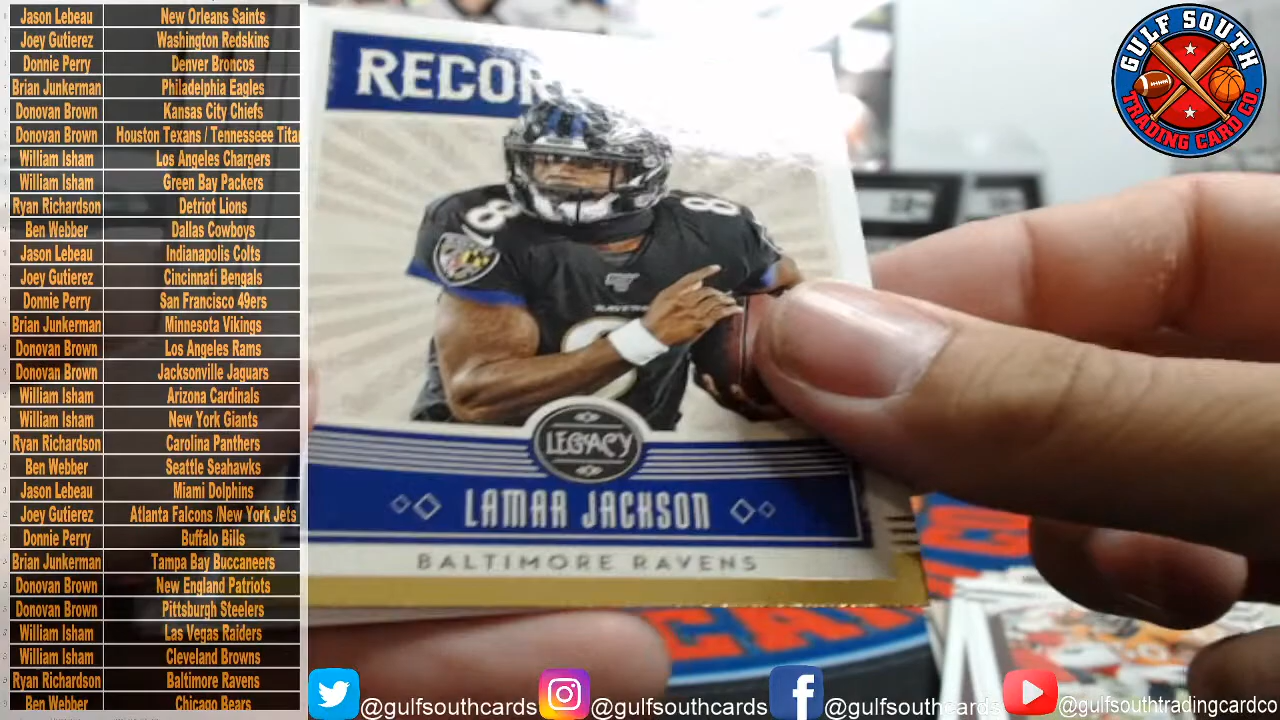 Jason Lebeau New Orleans Saints
Joey Gutierez Washington Redskins
Donnie Perry Denver Broncos
Brian Junkerman Philadelphia Eagles
Donovan Brown Kansas City Chiefs
Donovan Brown Houston Texans / Tennesseee Tita
William Isham Los Angeles Chargers
William Isham Green Bay Packers
Ryan Richardson Detriot Lions
Ben Webber Dallas Cowboys
Jason Lebeau Indianapolis Colts
Joey Gutierez Cincinnati Bengals
Donnie Perry San Francisco 49ers
Brian Junkerman Minnesota Vikings
Donovan Brown Los Angeles Rams
Donovan Brown Jacksonville Jaguars
William Isham Arizona Cardinals
William Isham New York Giants
Ryan Richardson Carolina Panthers
Ben Webber Seattle Seahawks
Jason Lebeau Miami Dolphins
Joey Gutierez Atlanta Falcons /New York Jets
Donnie Perry Buffalo Bills
Brian Junkerman Tampa Bay Buccaneers
Donovan Brown New England Patriots
Donovan Brown Pittsburgh Steelers
William Isham Las Vegas Raiders
William Isham Cleveland Browns
Ryan Richardson Baltimore Ravens
Ben Webber Chicago Bears
RECOR
8 8
RAVENS
LEGACY
LAMAR JACKSON
BALTIMORE RAVENS
GULF SOUTH
TRADING CARD CO.
@gulfsouthcards @gulfsouthcards @gulfsouthcards @gulfsouthtradingcardco